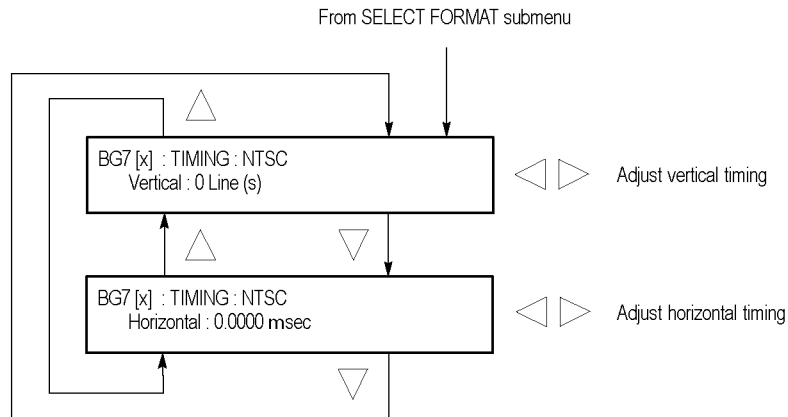 From SELECT FORMAT submenu
BG7 [x] : TIMING : NTSC
Vertical : 0 Line (s)
Adjust vertical timing
BG7 [x] : TIMING : NTSC
Horizontal : 0.0000 msec
Adjust horizontal timing